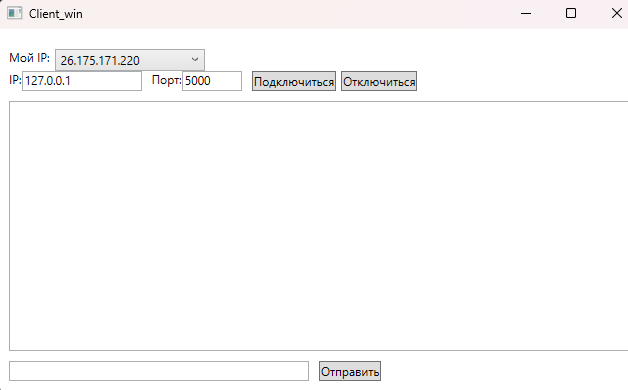 Client_win
Мой IP: 26.175.171.220
IP: 127.0.0.1 Порт: 5000 Подключиться Отключиться
Отправить